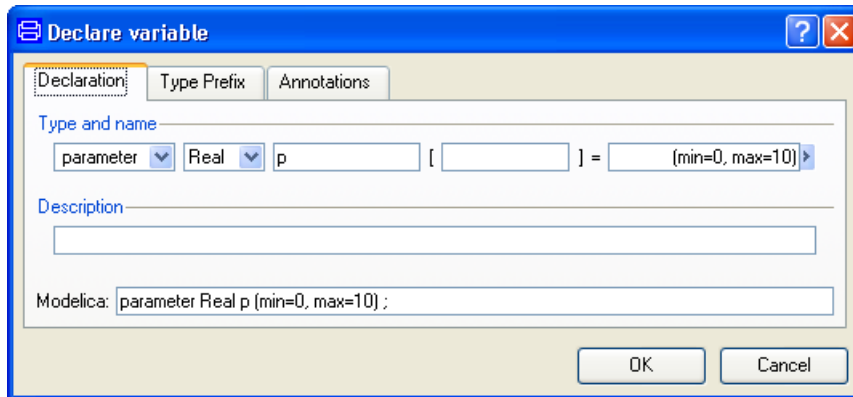 Declare variable
Declaration Type Prefix Annotations
Type and name
parameter Real p [ ] = (min=0, max=10)
Description
Modelica: parameter Real p (min=0, max=10) ;
OK Cancel